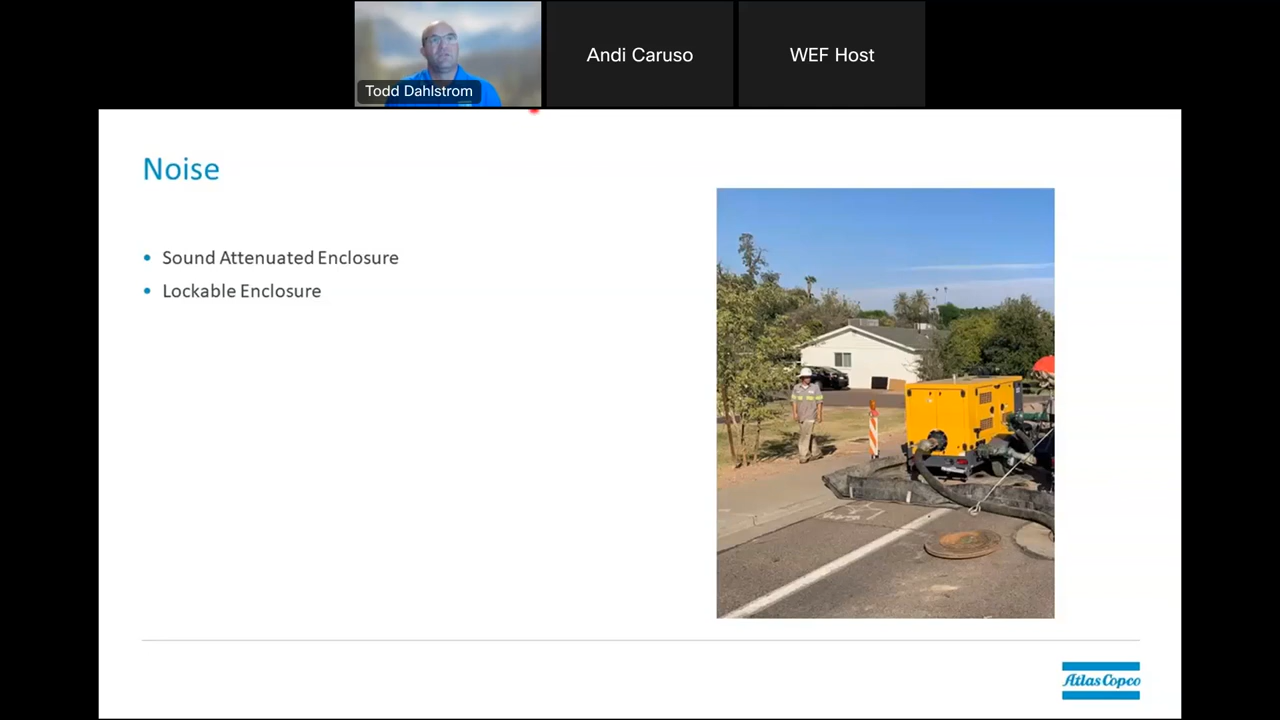 Todd Dahlstrom
Andi Caruso
WEF Host
Noise
• Sound Attenuated Enclosure
• Lockable Enclosure
Atlas Copco